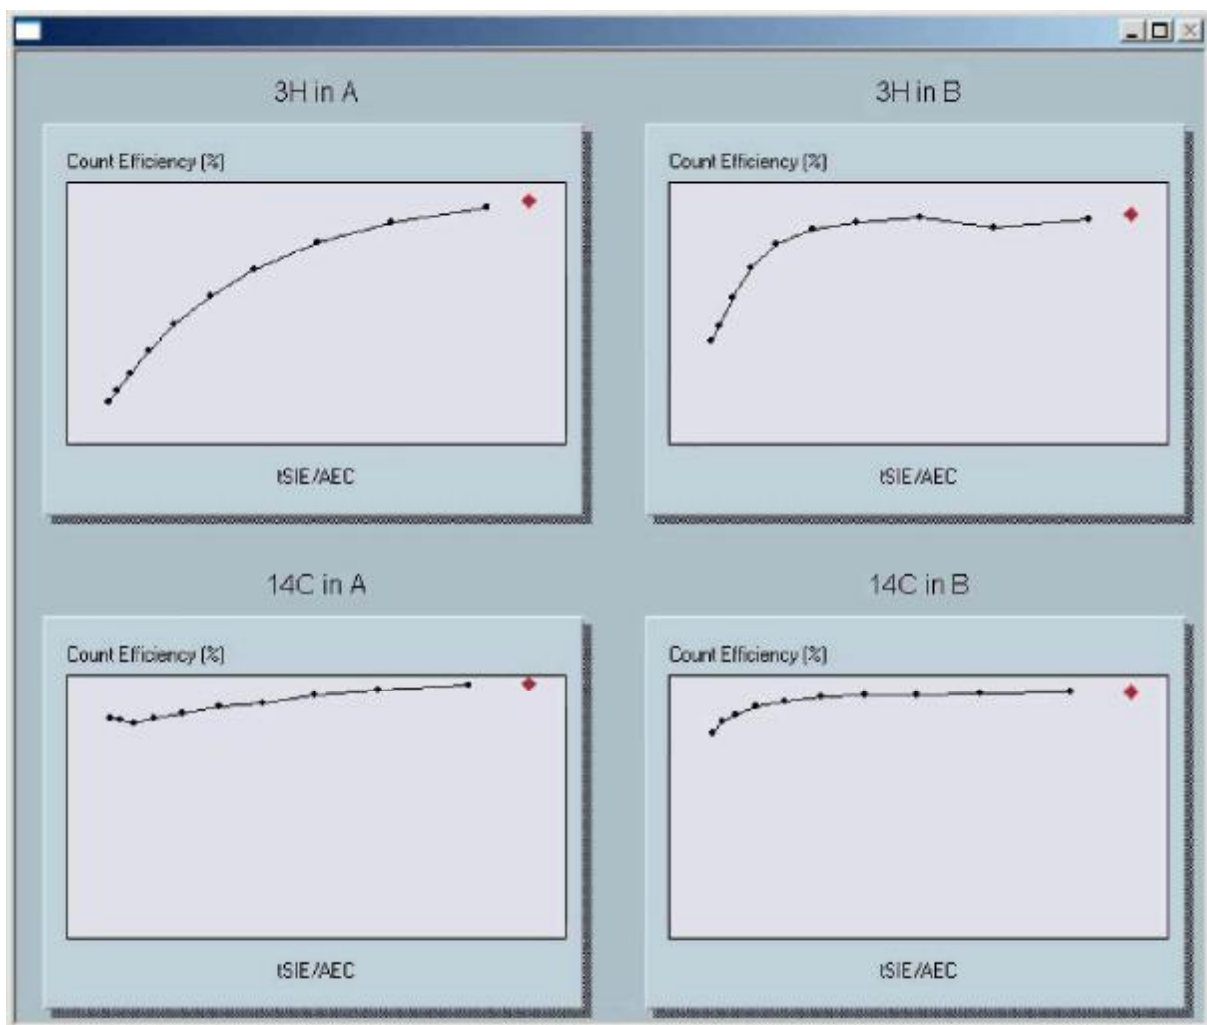 3H in A
Count Efficiency (%)
tSIE/AEC
3H in B
Count Efficiency (%)
tSIE/AEC
14C in A
Count Efficiency (%)
tSIE/AEC
14C in B
Count Efficiency (%)
tSIE/AEC